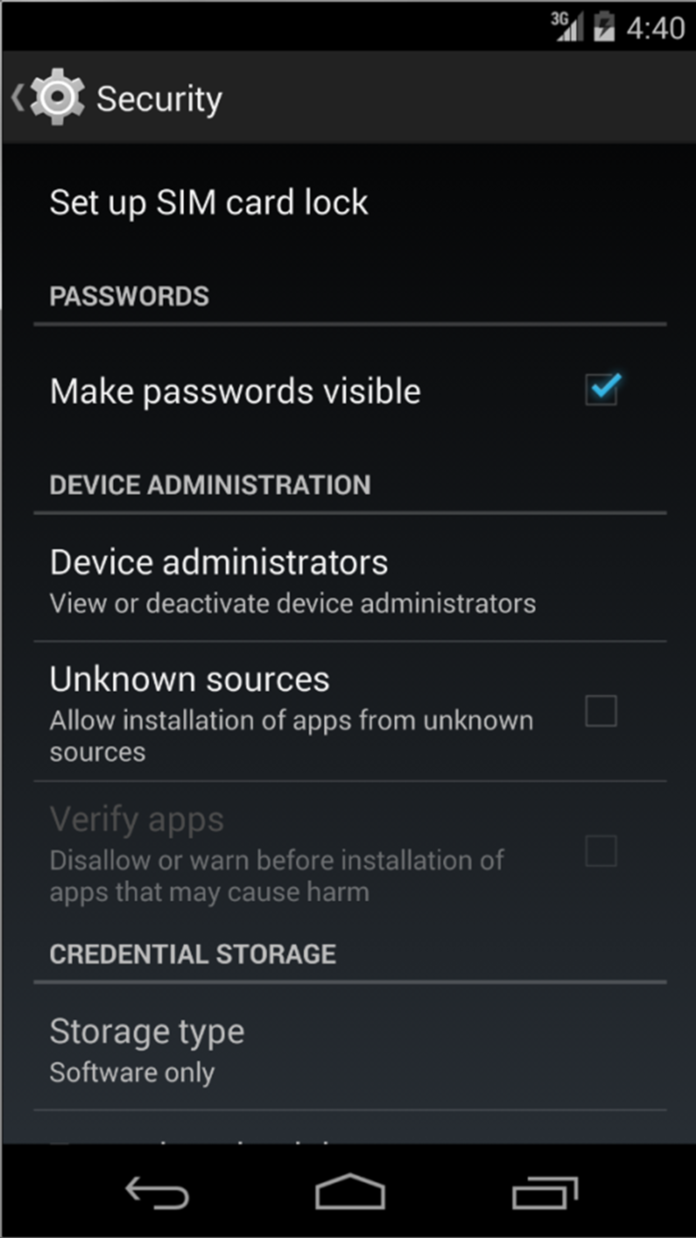 3G 4:40
Security
Set up SIM card lock
PASSWORDS
Make passwords visible
DEVICE ADMINISTRATION
Device administrators
View or deactivate device administrators
Unknown sources
Allow installation of apps from unknown
sources
Verify apps
Disallow or warn before installation of
apps that may cause harm
CREDENTIAL STORAGE
Storage type
Software only